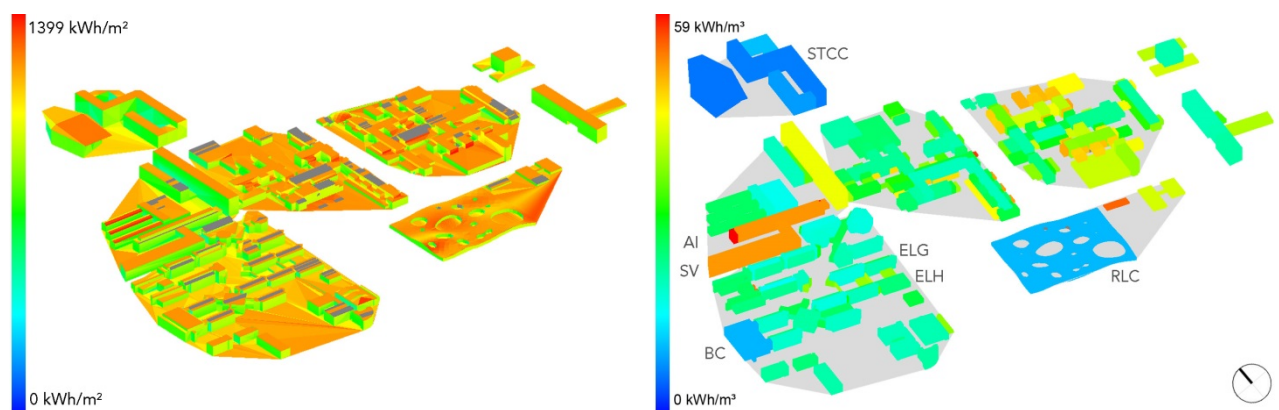 1399 kWh/m²
0 kWh/m²
59 kWh/m³
STCC
AI
SV
ELG
ELH
RLC
BC
0 kWh/m³